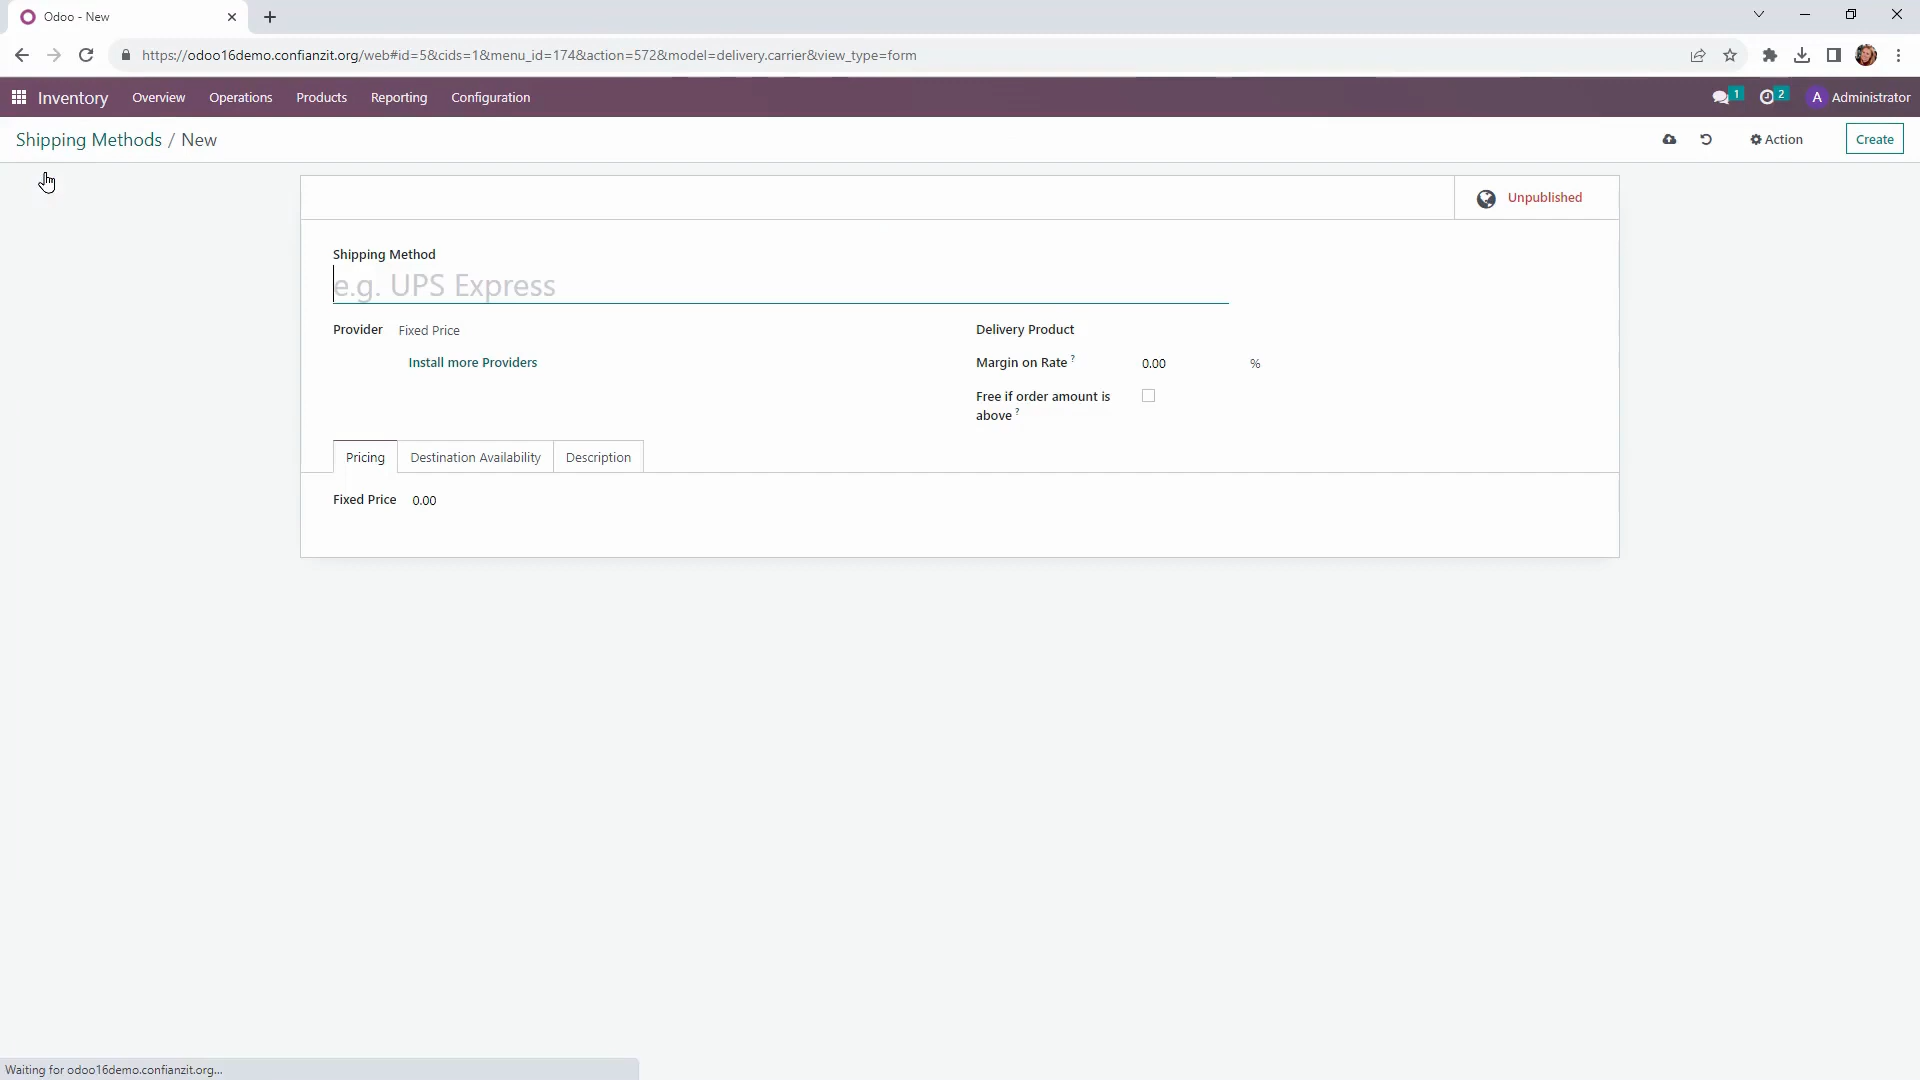 Odoo - New
https://odoo16demo.confianzit.org/web#id=5&cids=1&menu_id=174&action=572&model=delivery.carrier&view_type=form
Inventory Overview Operations Products Reporting Configuration 1 2 A Administrator
Shipping Methods / New Action Create
Unpublished
Shipping Method
e.g. UPS Express
Provider Fixed Price Delivery Product
Install more Providers Margin on Rate ? 0.00 %
Free if order amount is
above ?
Pricing Destination Availability Description
Fixed Price 0.00
Waiting for odoo16demo.confianzit.org...